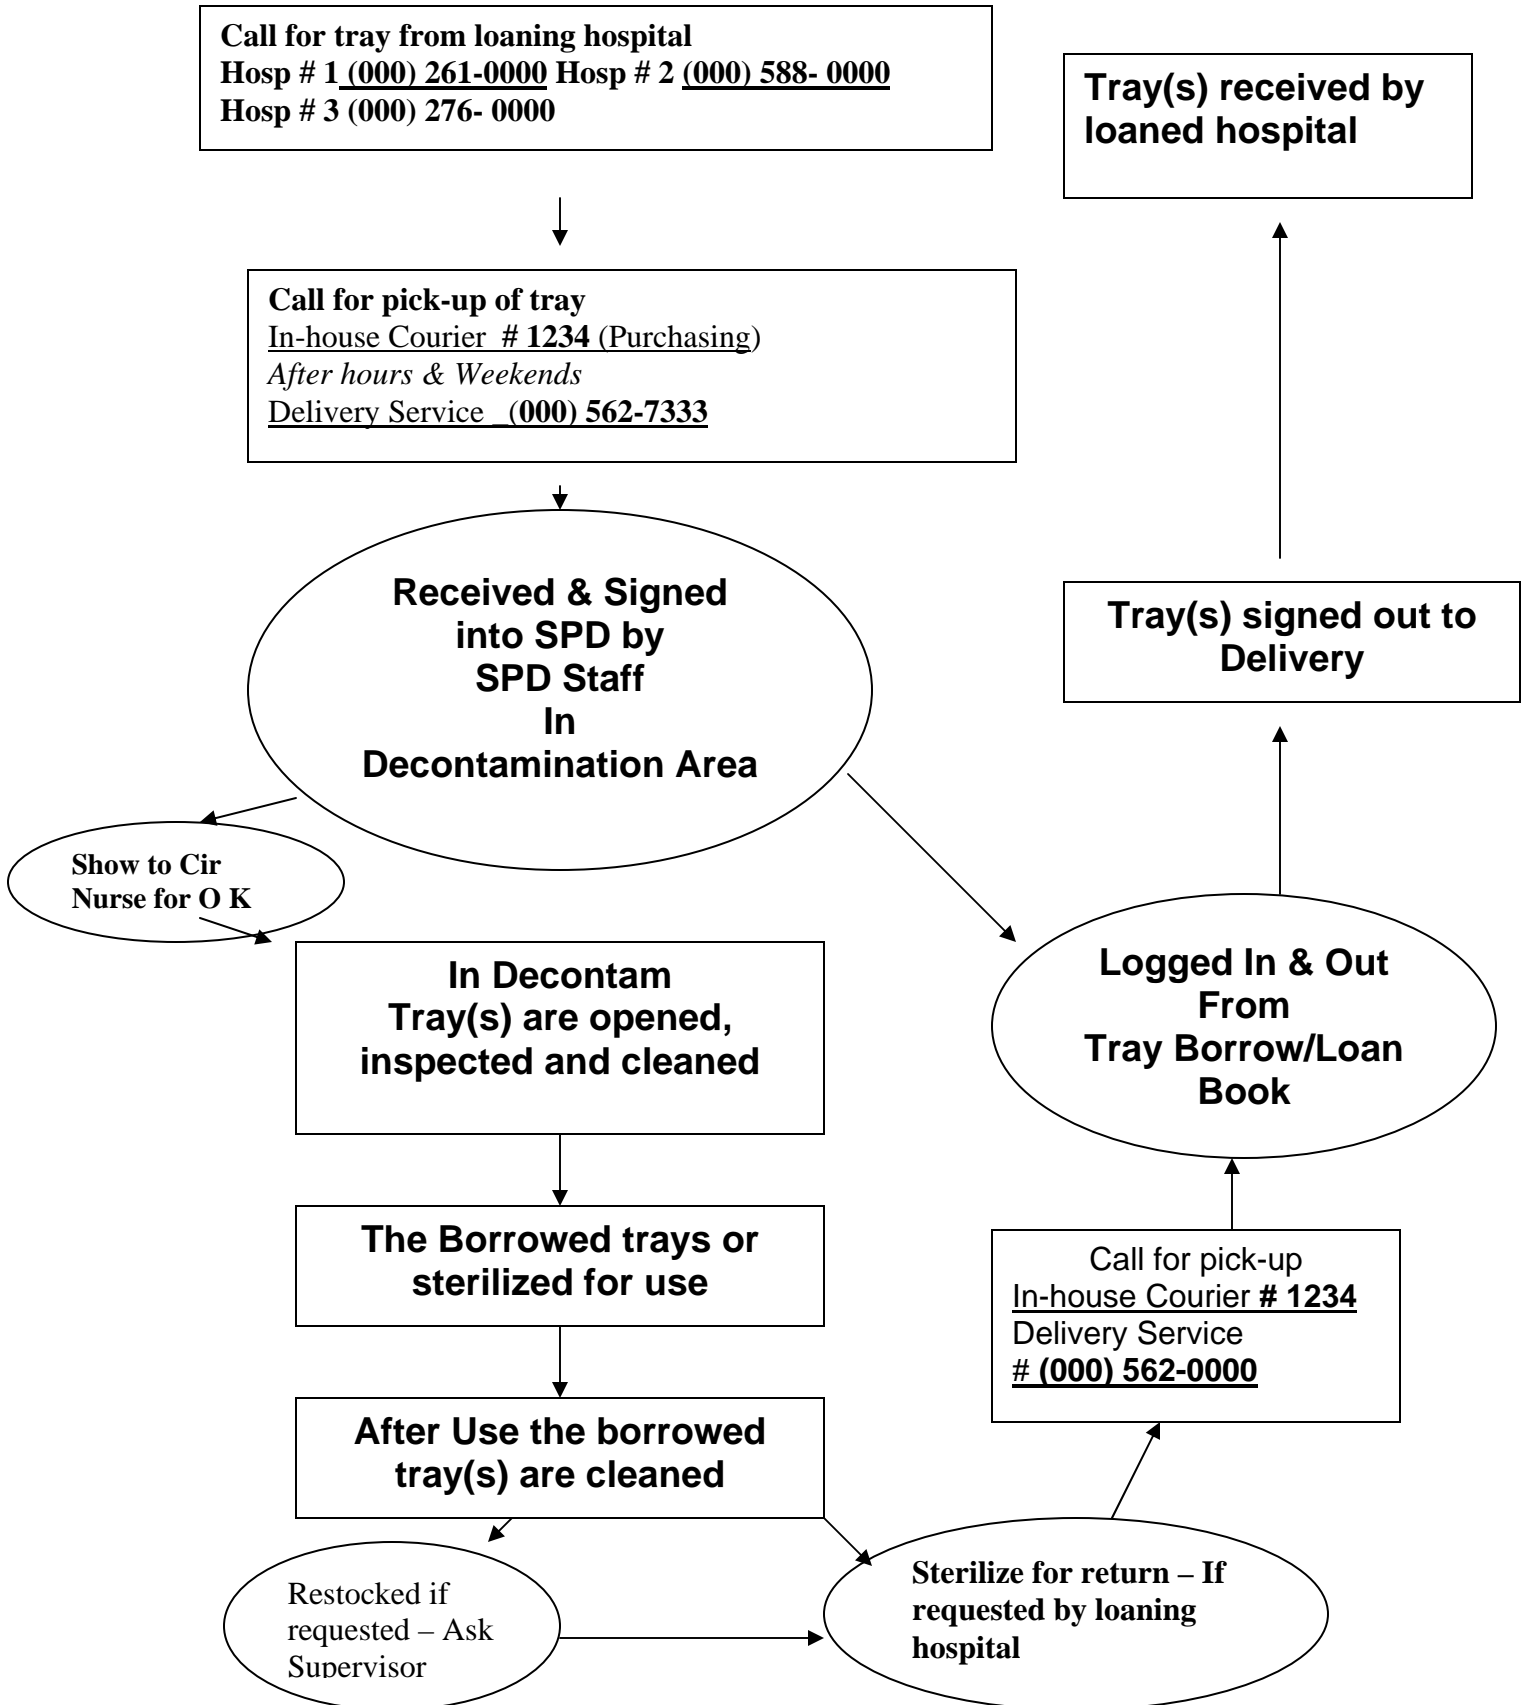 Call for tray from loaning hospital
Hosp # 1 (000) 261-0000 Hosp # 2 (000) 588- 0000
Hosp # 3 (000) 276- 0000
Tray(s) received by
loaned hospital
Call for pick-up of tray
In-house Courier  # 1234 (Purchasing)
After hours & Weekends
Delivery Service _(000) 562-7333
Received & Signed
into SPD by
SPD Staff
In
Decontamination Area
Tray(s) signed out to
Delivery
Show to Cir
Nurse for O K
In Decontam
Tray(s) are opened,
inspected and cleaned
Logged In & Out
From
Tray Borrow/Loan
Book
The Borrowed trays or
sterilized for use
Call for pick-up
In-house Courier # 1234
Delivery Service
# (000) 562-0000
After Use the borrowed
tray(s) are cleaned
Restocked if
requested – Ask
Supervisor
Sterilize for return – If
requested by loaning
hospital